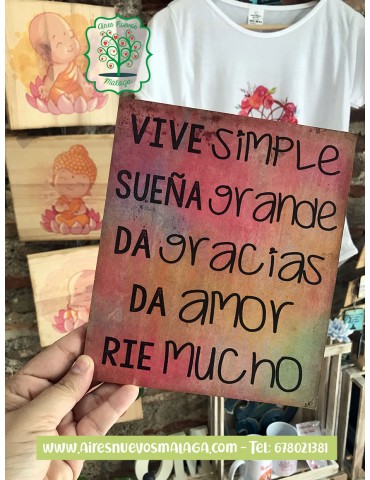 Aires Nuevos
Málaga
VIVE SIMPLE
SUEÑA grande
DA gracias
DA amor
RIE MUCHO
www.airesnuevosmalaga.com - Tel: 678021381